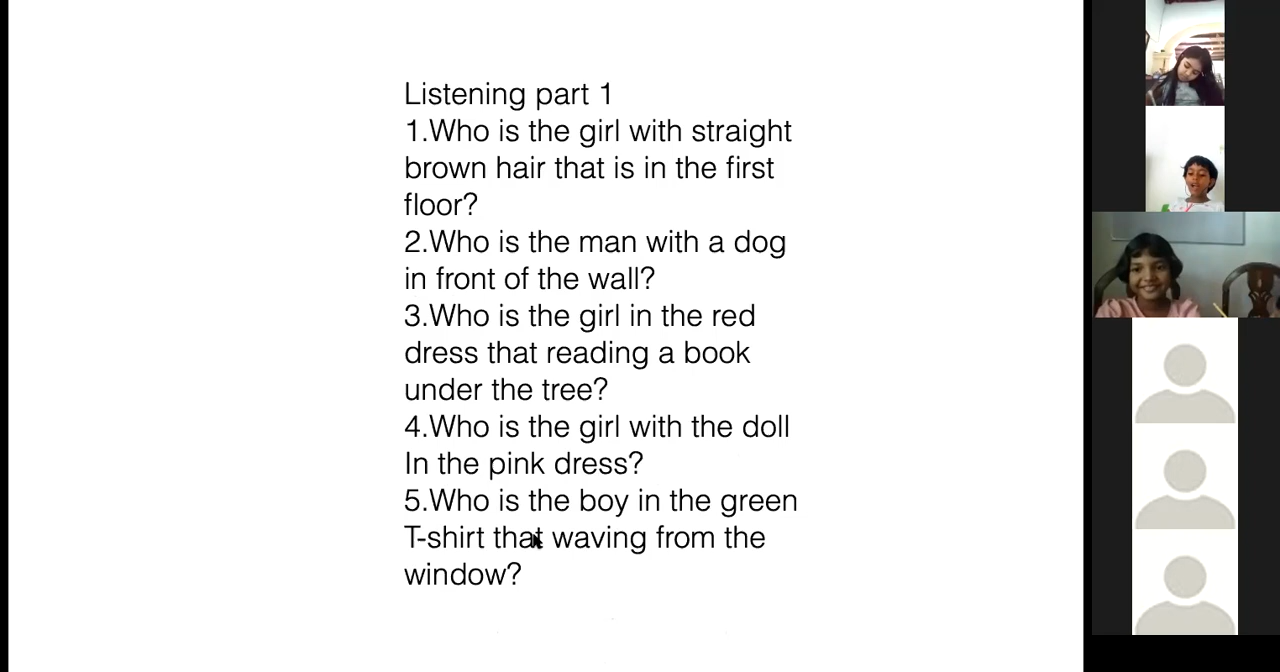 Listening part 1
1.Who is the girl with straight
brown hair that is in the first
floor?
2.Who is the man with a dog
in front of the wall?
3.Who is the girl in the red
dress that reading a book
under the tree?
4.Who is the girl with the doll
In the pink dress?
5.Who is the boy in the green
T-shirt that waving from the
window?